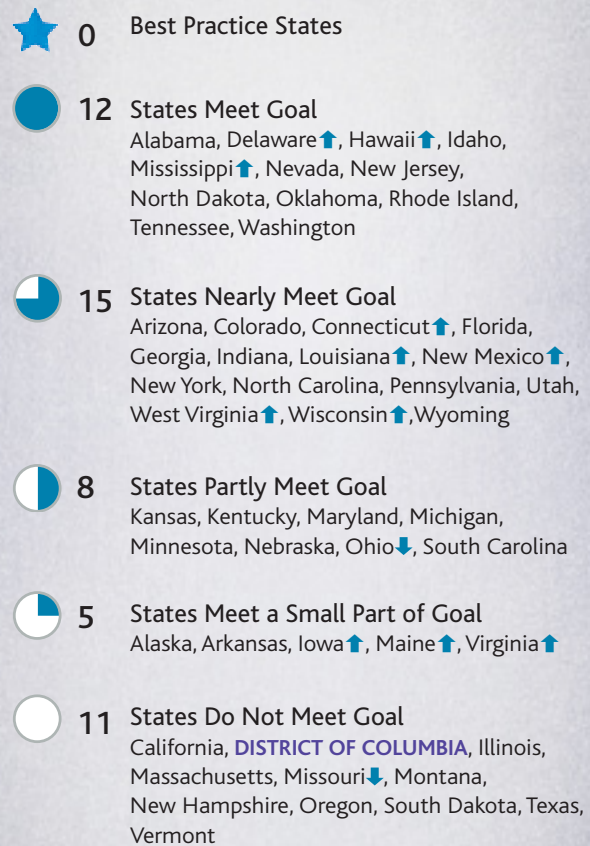 0 Best Practice States
12 States Meet Goal
Alabama, Delaware⬆, Hawaii⬆, Idaho,
Mississippi⬆, Nevada, New Jersey,
North Dakota, Oklahoma, Rhode Island,
Tennessee, Washington
15 States Nearly Meet Goal
Arizona, Colorado, Connecticut⬆, Florida,
Georgia, Indiana, Louisiana⬆, New Mexico⬆,
New York, North Carolina, Pennsylvania, Utah,
West Virginia⬆, Wisconsin⬆,Wyoming
8 States Partly Meet Goal
Kansas, Kentucky, Maryland, Michigan,
Minnesota, Nebraska, Ohio⬇, South Carolina
5 States Meet a Small Part of Goal
Alaska, Arkansas, Iowa⬆, Maine⬆, Virginia⬆
11 States Do Not Meet Goal
California, DISTRICT OF COLUMBIA, Illinois,
Massachusetts, Missouri⬇, Montana,
New Hampshire, Oregon, South Dakota, Texas,
Vermont